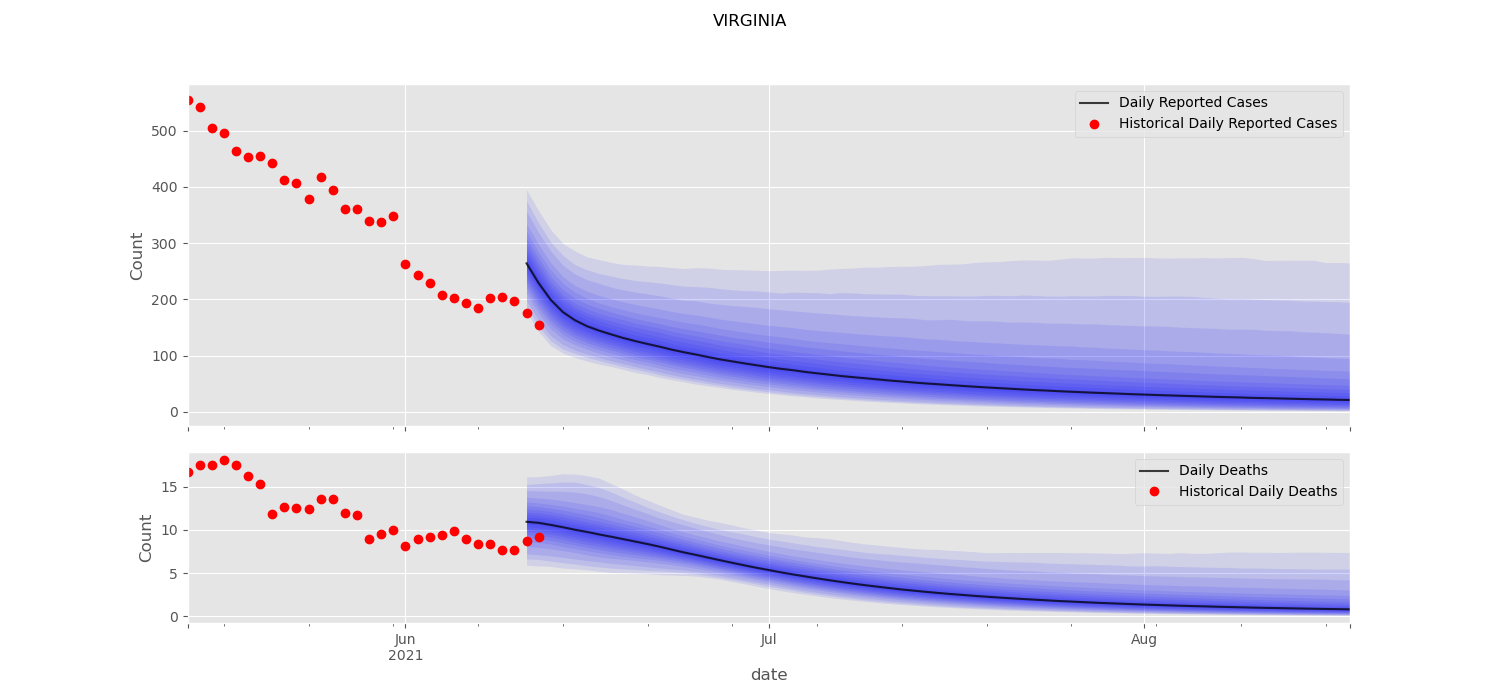 VIRGINIA
Count
500
400
300
200
100
0
Daily Reported Cases
Historical Daily Reported Cases
Count
15
10
5
0
Daily Deaths
Historical Daily Deaths
Jun
2021
Jul
Aug
date